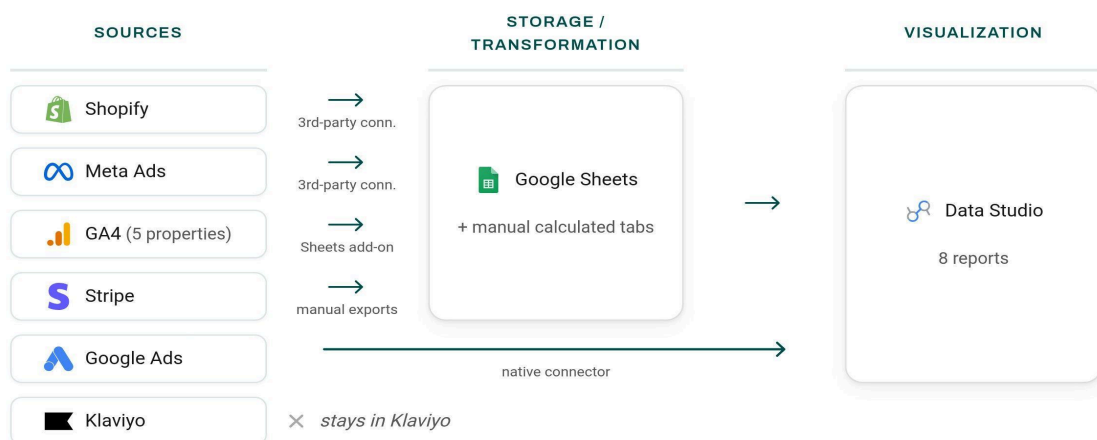 SOURCES
STORAGE /
TRANSFORMATION
VISUALIZATION
Shopify
3rd-party conn.
Meta Ads
3rd-party conn.
GA4 (5 properties)
Sheets add-on
Stripe
manual exports
Google Sheets
+ manual calculated tabs
Data Studio
8 reports
Google Ads
native connector
Klaviyo
stays in Klaviyo